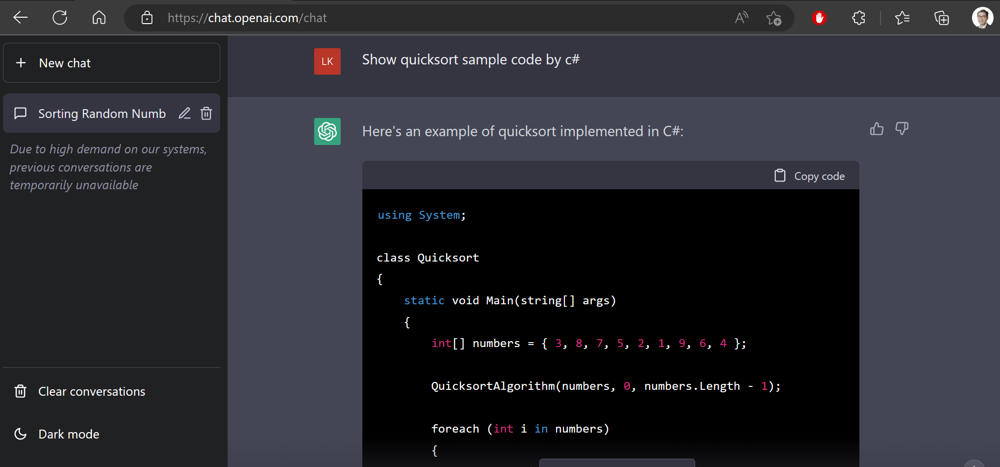 https://chat.openai.com/chat
New chat
Sorting Random Numb
Due to high demand on our systems,
previous conversations are
temporarily unavailable
Clear conversations
Dark mode
LK
Show quicksort sample code by c#
Here's an example of quicksort implemented in C#:
Copy code
using System;
class Quicksort
{
    static void Main(string[] args)
    {
        int[] numbers = { 3, 8, 7, 5, 2, 1, 9, 6, 4 };
        QuicksortAlgorithm(numbers, 0, numbers.Length - 1);
        foreach (int i in numbers)
        {